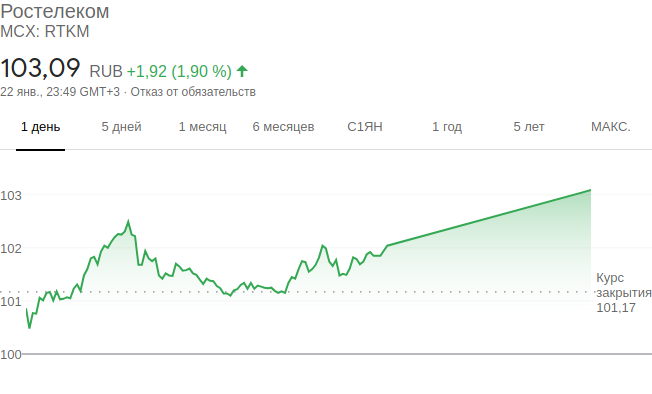 Ростелеком
MCX: RTKM
103,09 RUB +1,92 (1,90 %)
22 янв., 23:49 GMT+3 · Отказ от обязательств
1 день 5 дней 1 месяц 6 месяцев С1ЯН 1 год 5 лет МАКС.
103
102
Курс
закрытия
101
101,17
100